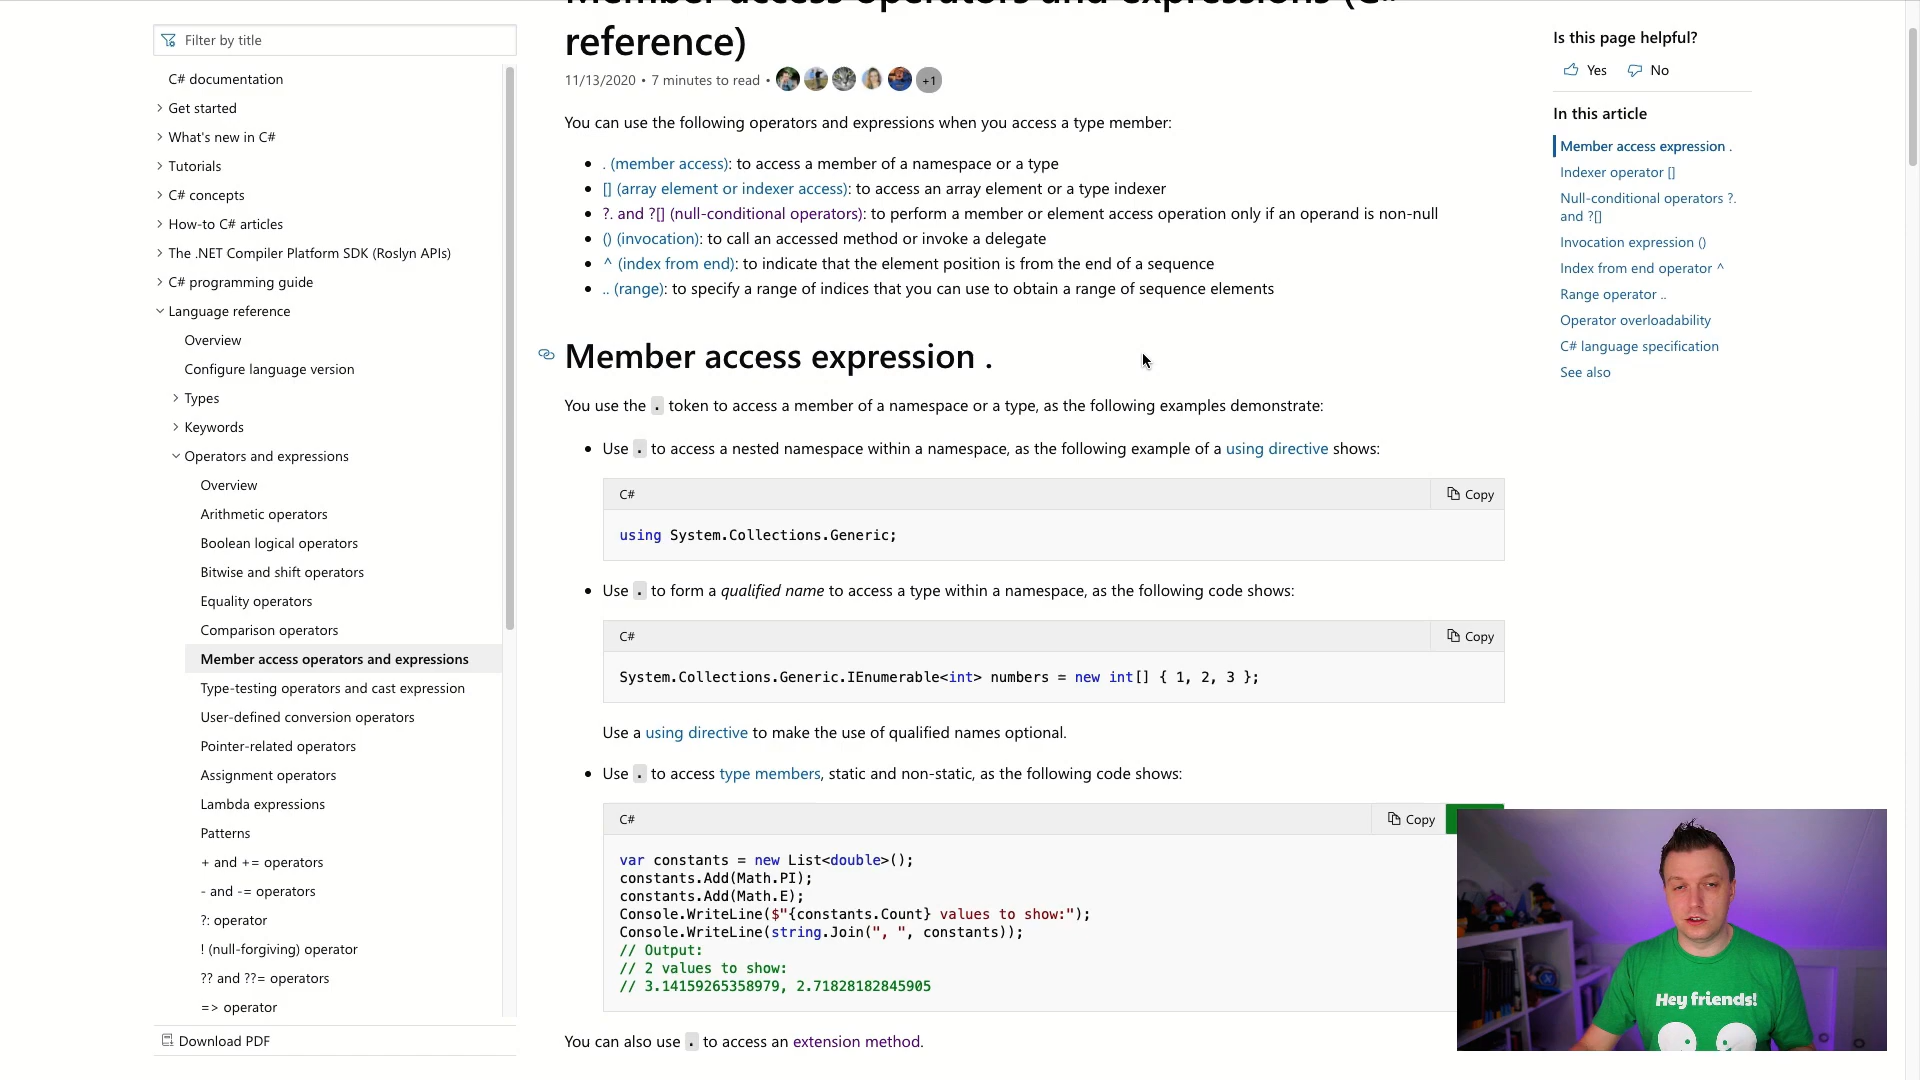 Member access operators and expressions (C#
reference)
11/13/2020 • 7 minutes to read •
+1
You can use the following operators and expressions when you access a type member:
• . (member access): to access a member of a namespace or a type
• [] (array element or indexer access): to access an array element or a type indexer
• ?. and ?[] (null-conditional operators): to perform a member or element access operation only if an operand is non-null
• () (invocation): to call an accessed method or invoke a delegate
• ^ (index from end): to indicate that the element position is from the end of a sequence
• .. (range): to specify a range of indices that you can use to obtain a range of sequence elements
Member access expression .
You use the . token to access a member of a namespace or a type, as the following examples demonstrate:
• Use . to access a nested namespace within a namespace, as the following example of a using directive shows:
C#
Copy
using System.Collections.Generic;
• Use . to form a qualified name to access a type within a namespace, as the following code shows:
C#
Copy
System.Collections.Generic.IEnumerable<int> numbers = new int[] { 1, 2, 3 };
Use a using directive to make the use of qualified names optional.
• Use . to access type members, static and non-static, as the following code shows:
C#
Copy
var constants = new List<double>();
constants.Add(Math.PI);
constants.Add(Math.E);
Console.WriteLine($"{constants.Count} values to show:");
Console.WriteLine(string.Join(", ", constants));
// Output:
// 2 values to show:
// 3.14159265358979, 2.71828182845905
You can also use . to access an extension method.
Filter by title
C# documentation
Get started
What's new in C#
Tutorials
C# concepts
How-to C# articles
The .NET Compiler Platform SDK (Roslyn APIs)
C# programming guide
Language reference
Overview
Configure language version
Types
Keywords
Operators and expressions
Overview
Arithmetic operators
Boolean logical operators
Bitwise and shift operators
Equality operators
Comparison operators
Member access operators and expressions
Type-testing operators and cast expression
User-defined conversion operators
Pointer-related operators
Assignment operators
Lambda expressions
Patterns
+ and += operators
- and -= operators
?: operator
! (null-forgiving) operator
?? and ??= operators
=> operator
Download PDF
Is this page helpful?
Yes
No
In this article
Member access expression .
Indexer operator []
Null-conditional operators ?.
and ?[]
Invocation expression ()
Index from end operator ^
Range operator ..
Operator overloadability
C# language specification
See also
Hey friends!